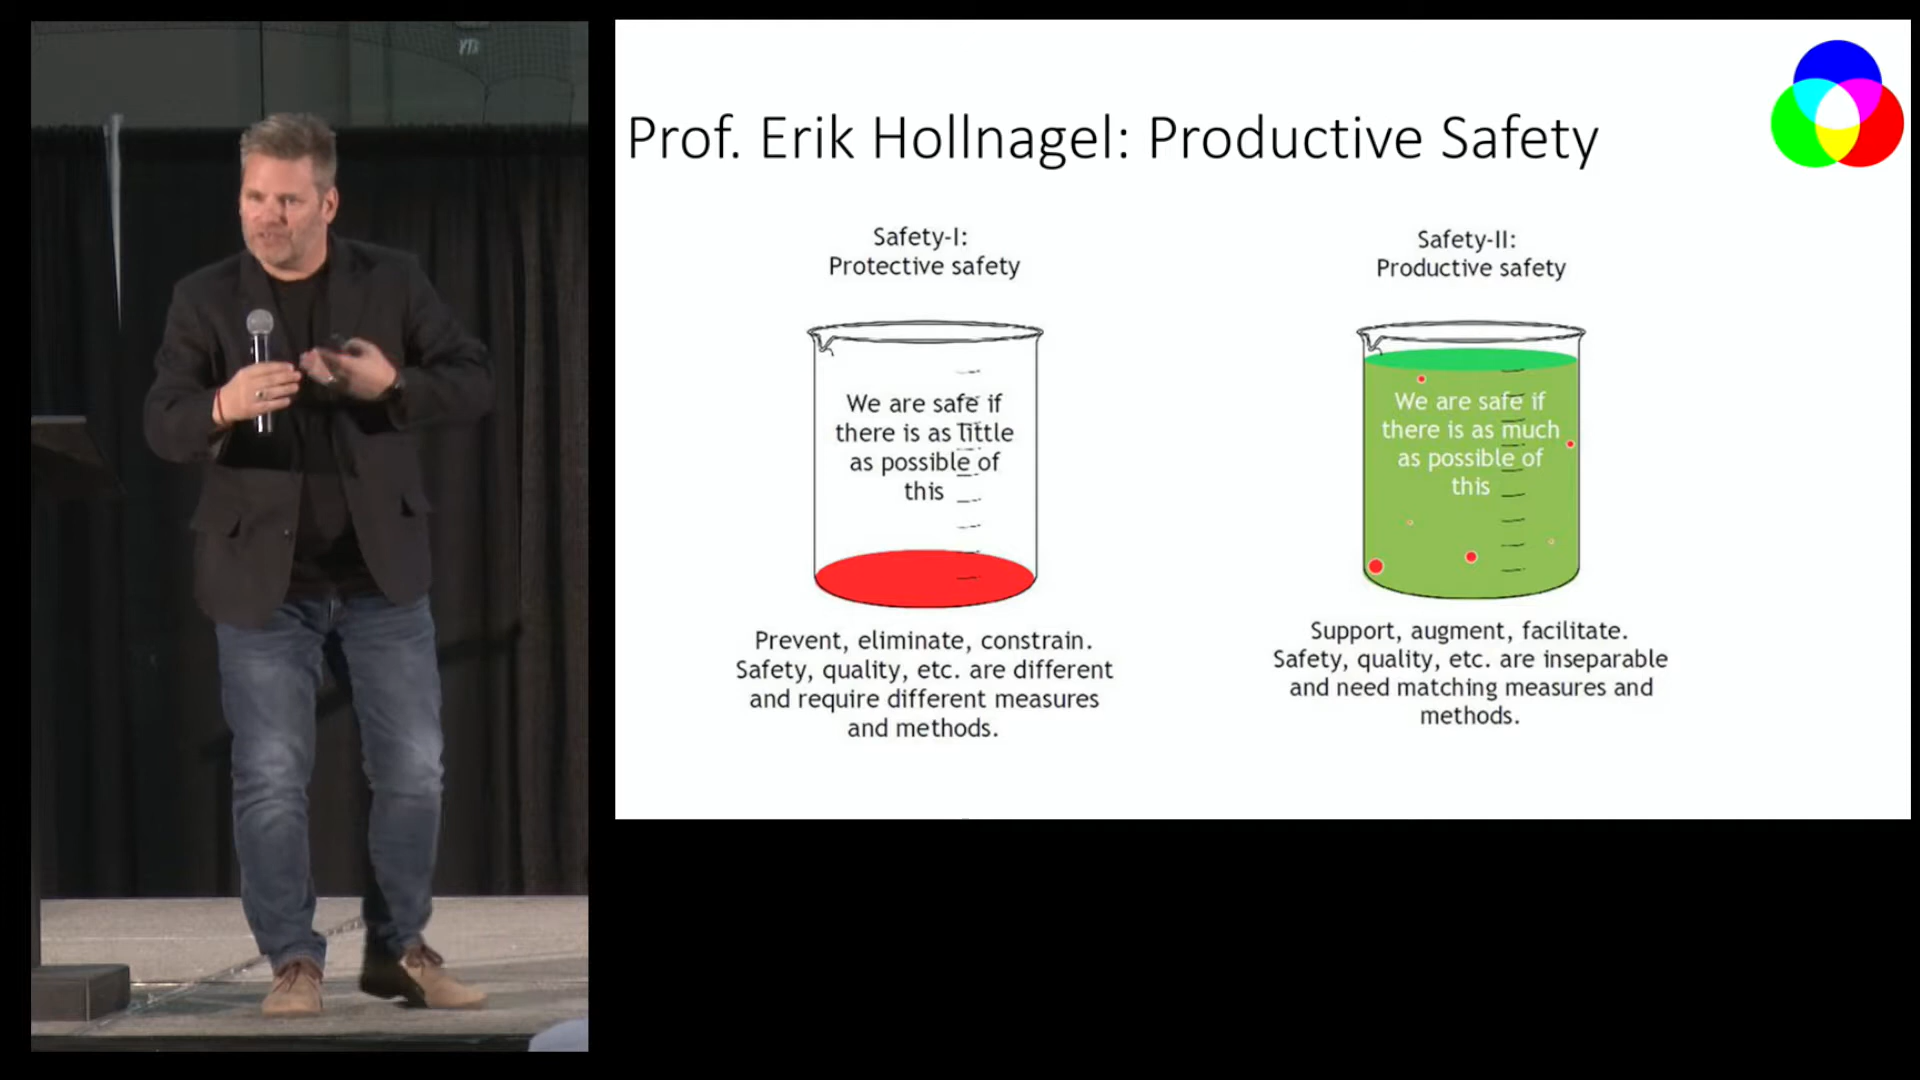 Prof. Erik Hollnagel: Productive Safety
Safety-I:
Protective safety
We are safe if
there is as little
as possible of
this
Prevent, eliminate, constrain.
Safety, quality, etc. are different
and require different measures
and methods.
Safety-II:
Productive safety
We are safe if
there is as much
as possible of
this
Support, augment, facilitate.
Safety, quality, etc. are inseparable
and need matching measures and
methods.